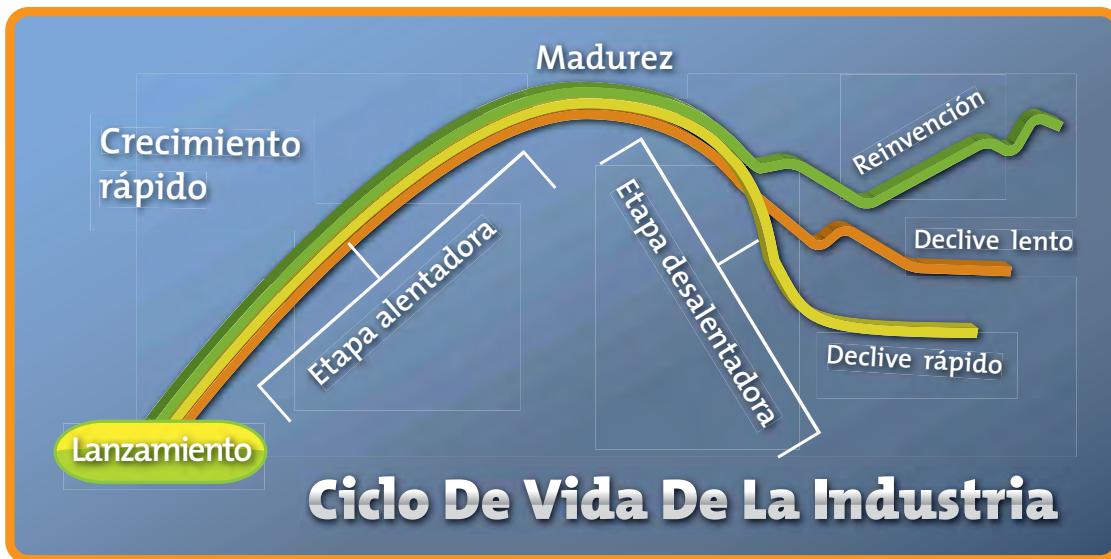 Madurez
Crecimiento
rápido
Reinvención
Etapa alentadora
Etapa desalentadora
Declive lento
Declive rápido
Lanzamiento
Ciclo De Vida De La Industria